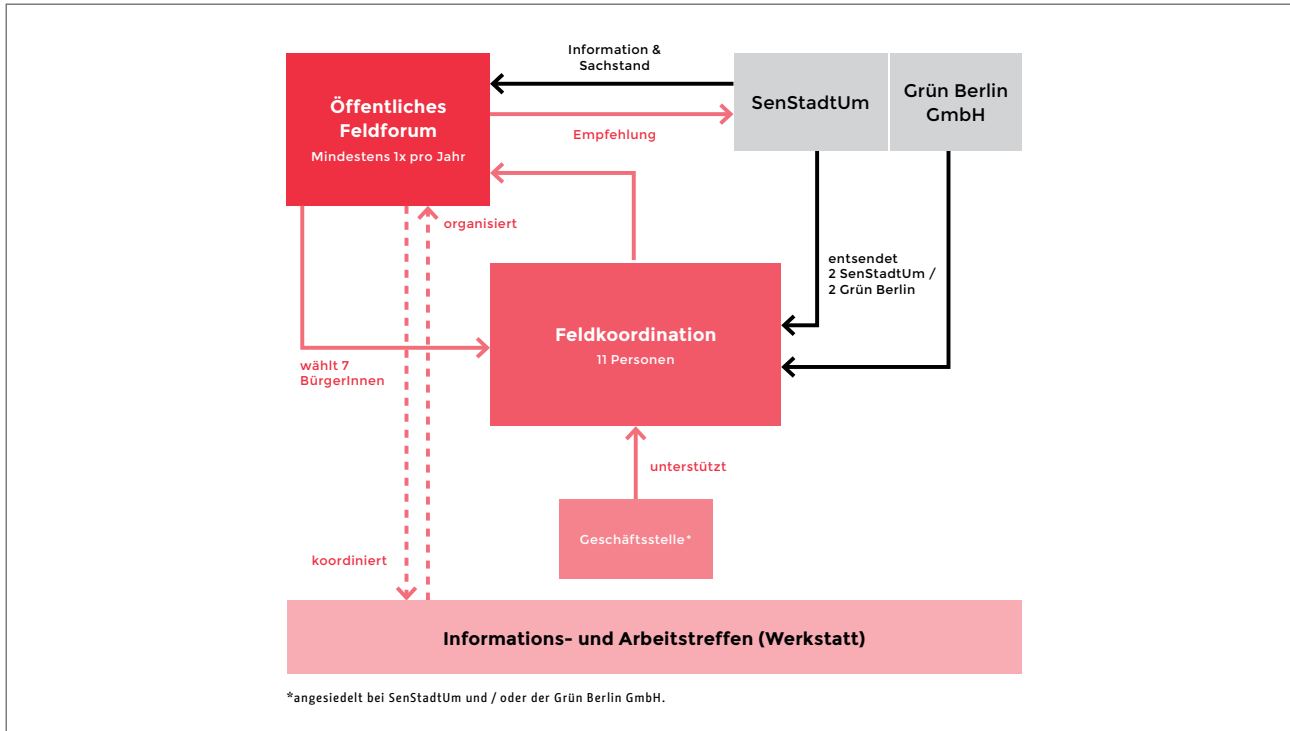 Information &
Sachstand
Öffentliches
Feldforum
Mindestens 1x pro Jahr
SenStadtUm
Grün Berlin
GmbH
Empfehlung
organisiert
entsendet
2 SenStadtUm /
2 Grün Berlin
Feldkoordination
11 Personen
wählt 7
BürgerInnen
unterstützt
Geschäftsstelle*
koordiniert
Informations- und Arbeitstreffen (Werkstatt)
*angesiedelt bei SenStadtUm und / oder der Grün Berlin GmbH.